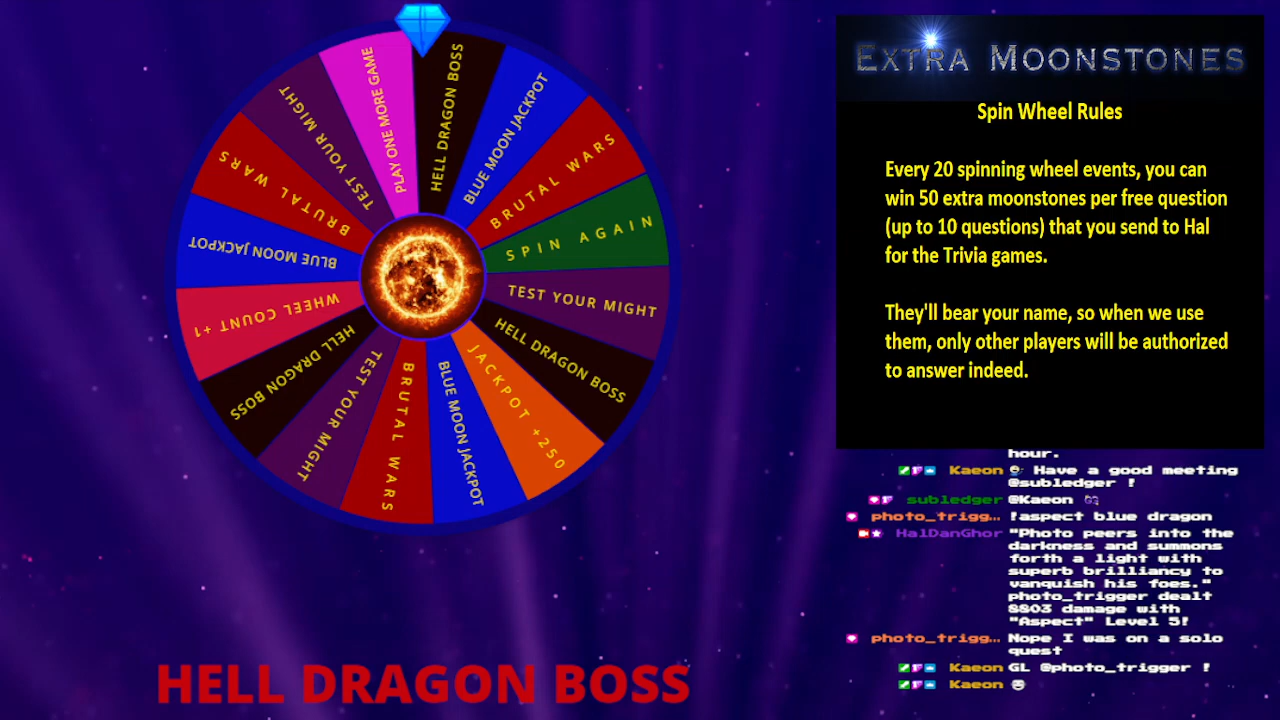 HELL DRAGON BOSS
BLUE MOON JACKPOT
BRUTAL WARS
SPIN AGAIN
TEST YOUR MIGHT
HELL DRAGON BOSS
JACKPOT +250
BLUE MOON JACKPOT
BRUTAL WARS
TEST YOUR MIGHT
HELL DRAGON BOSS
WHEEL COUNT +1
BLUE MOON JACKPOT
BRUTAL WARS
TEST YOUR MIGHT
PLAY ONE MORE GAME
HELL DRAGON BOSS
EXTRA MOONSTONES
Spin Wheel Rules
Every 20 spinning wheel events, you can
win 50 extra moonstones per free question
(up to 10 questions) that you send to Hal
for the Trivia games.
They'll bear your name, so when we use
them, only other players will be authorized
to answer indeed.
hour.
Kaeon Have a good meeting
@subledger !
subledger @Kaeon
photo_trigg... !aspect blue dragon
HalDanGhor "Photo peers into the
darkness and summons
forth a light with
superb brilliancy to
vanquish his foes."
photo_trigger dealt
8803 damage with
"Aspect" Level 5!
photo_trigg... Nope I was on a solo
quest
Kaeon GL @photo_trigger !
Kaeon